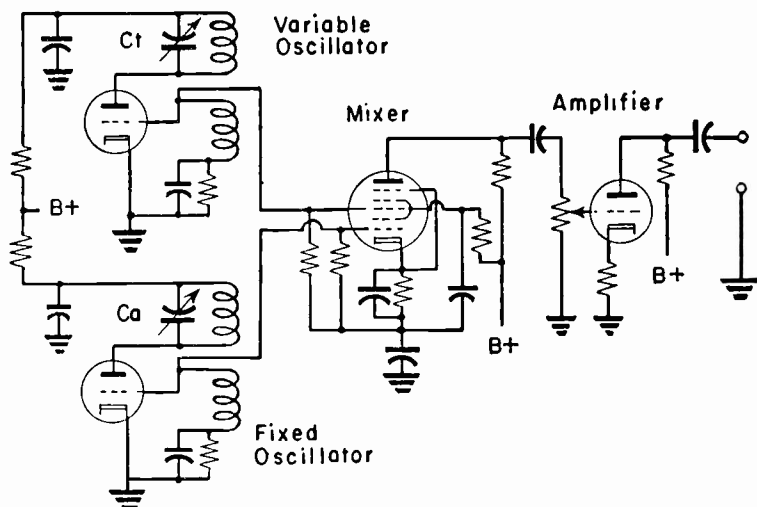 Ct
Variable
Oscillator
Mixer
Amplifier
B+
B+
B+
Ca
Fixed
Oscillator